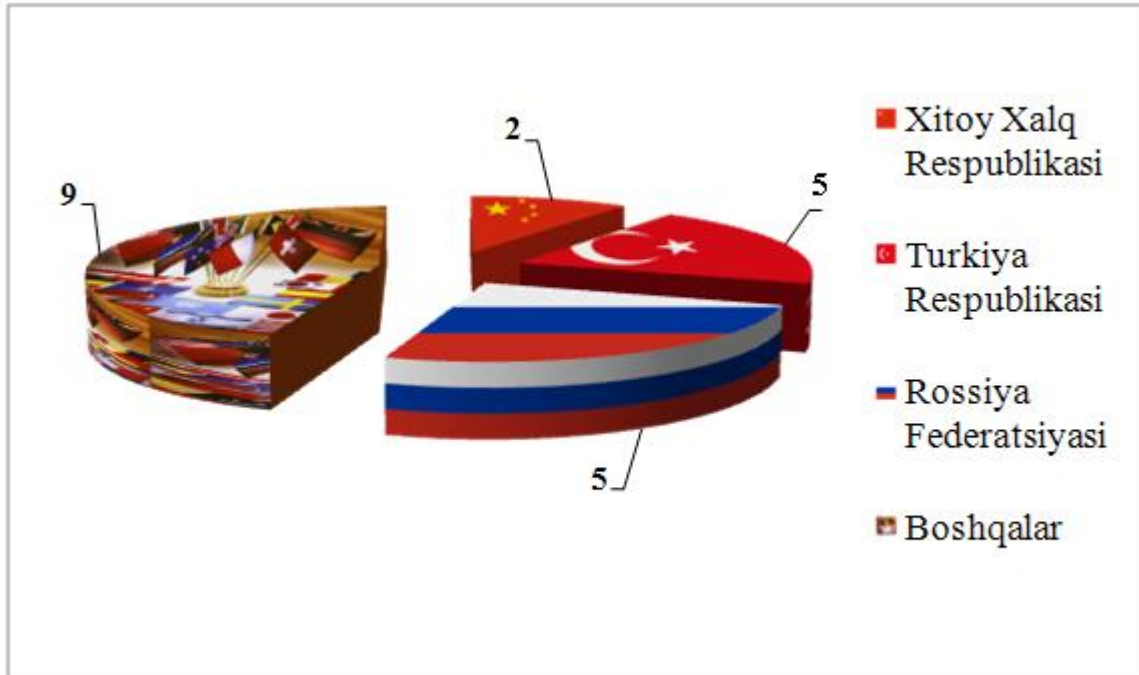 2
5
9
5
Xitoy Xalq
Respublikasi
Turkiya
Respublikasi
Rossiya
Federatsiyasi
Boshqalar